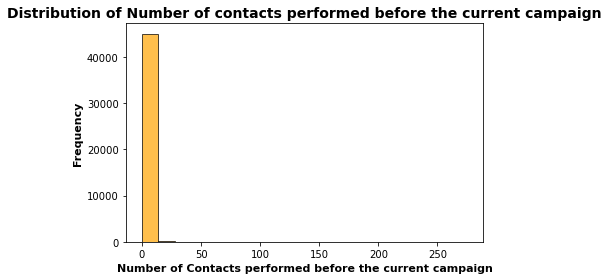 Distribution of Number of contacts performed before the current campaign
40000
30000
20000
10000
0
Frequency
0 50 100 150 200 250
Number of Contacts performed before the current campaign